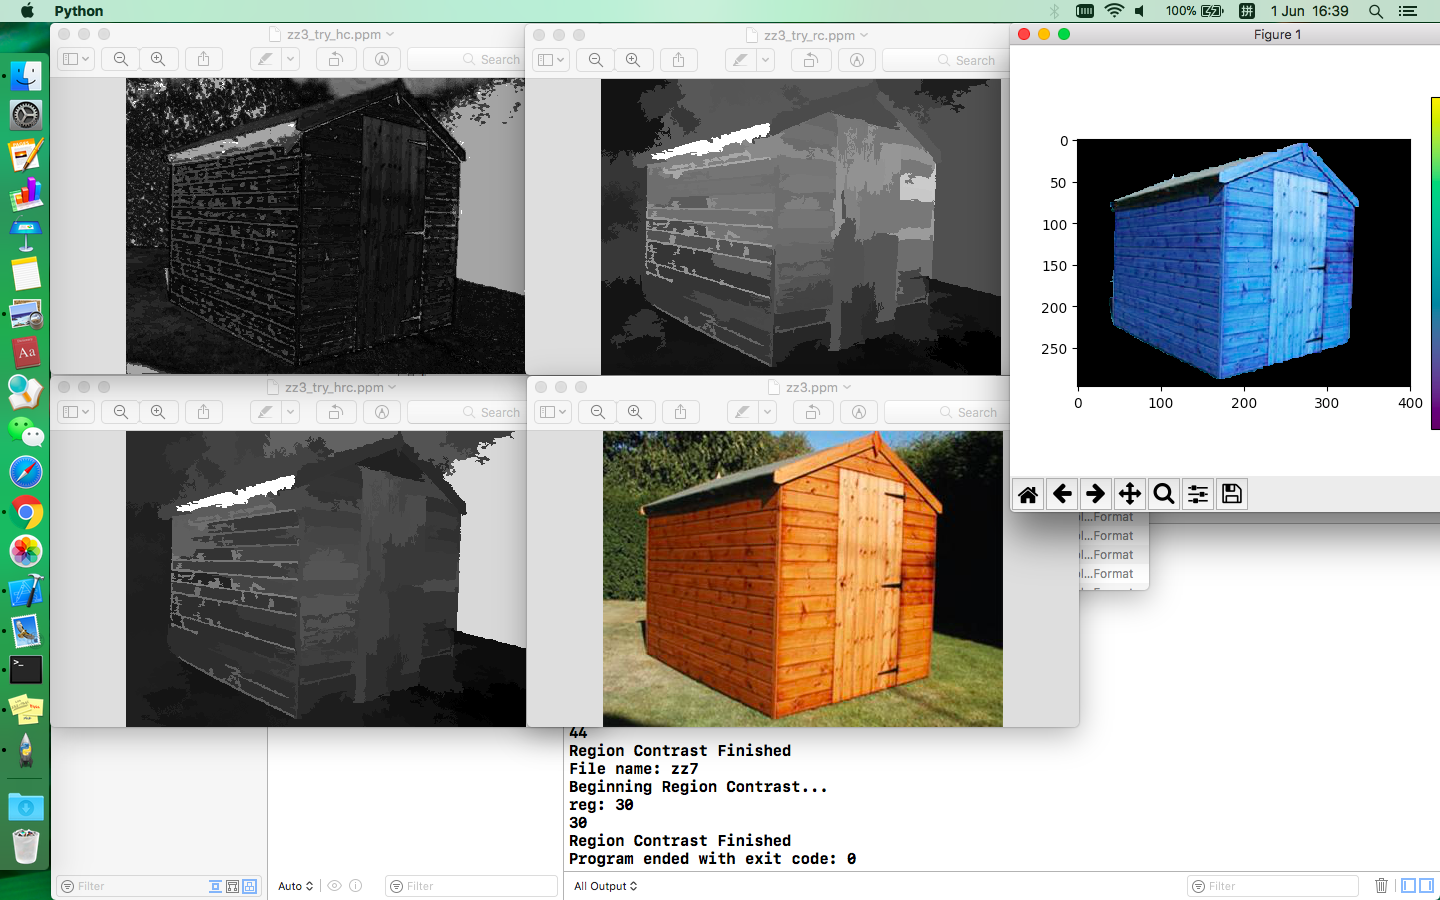 Python
100%
拼
1 Jun 16:39
zz3_try_hc.ppm
Search
zz3_try_rc.ppm
Search
Figure 1
0
50
100
150
200
250
0
100
200
300
400
zz3_try_hrc.ppm
Search
zz3.ppm
Search
Aa
>_
...Format
...Format
...Format
...Format
44
Region Contrast Finished
File name: zz7
Beginning Region Contrast...
reg: 30
30
Region Contrast Finished
Program ended with exit code: 0
Filter
Auto
Filter
All Output
Filter